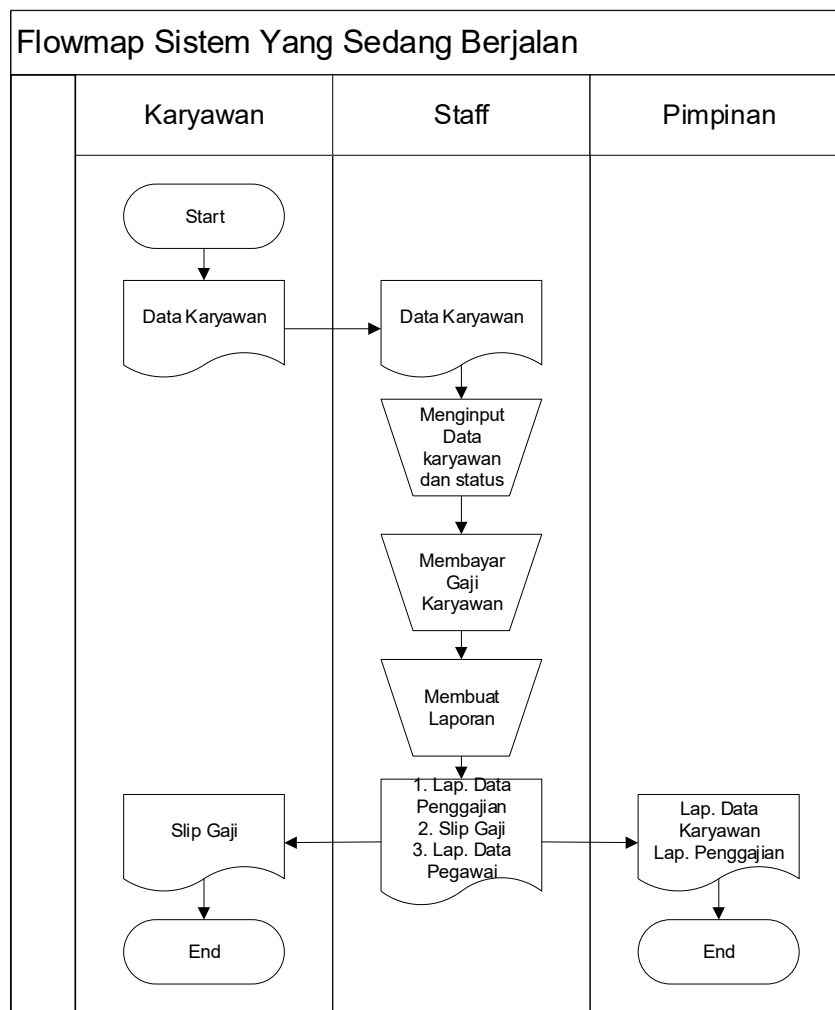 Flowmap Sistem Yang Sedang Berjalan
Karyawan
Staff
Pimpinan
Start
Data Karyawan
Data Karyawan
Menginput
Data
karyawan
dan status
Membayar
Gaji
Karyawan
Membuat
Laporan
Slip Gaji
1. Lap. Data
Penggajian
2. Slip Gaji
3. Lap. Data
Pegawai
Lap. Data
Karyawan
Lap. Penggajian
End
End